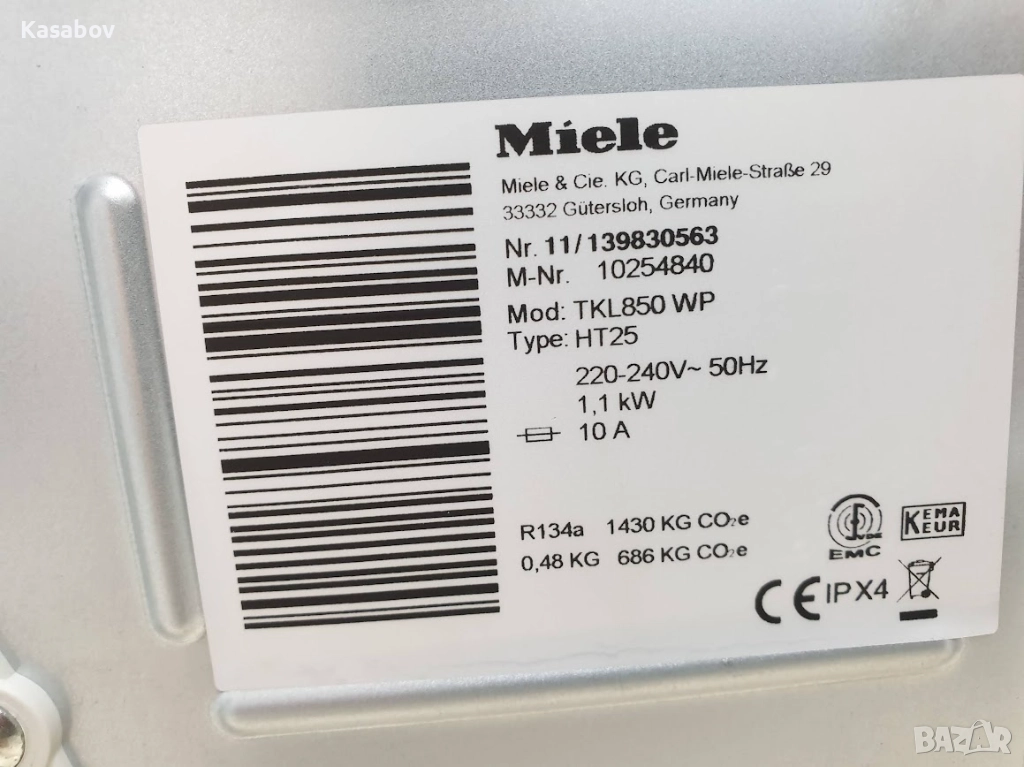 Kasabov
Miele
Miele & Cie. KG, Carl-Miele-Straße 29
33332 Gütersloh, Germany
Nr. 11/139830563
M-Nr. 10254840
Mod: TKL850 WP
Type: HT25
220-240V~ 50Hz
1,1 kW
10 A
R134a 1430 KG CO₂e
0,48 KG 686 KG CO₂e
VDE
EMC
KEMA
KEUR
CE IPX4
BAZAR